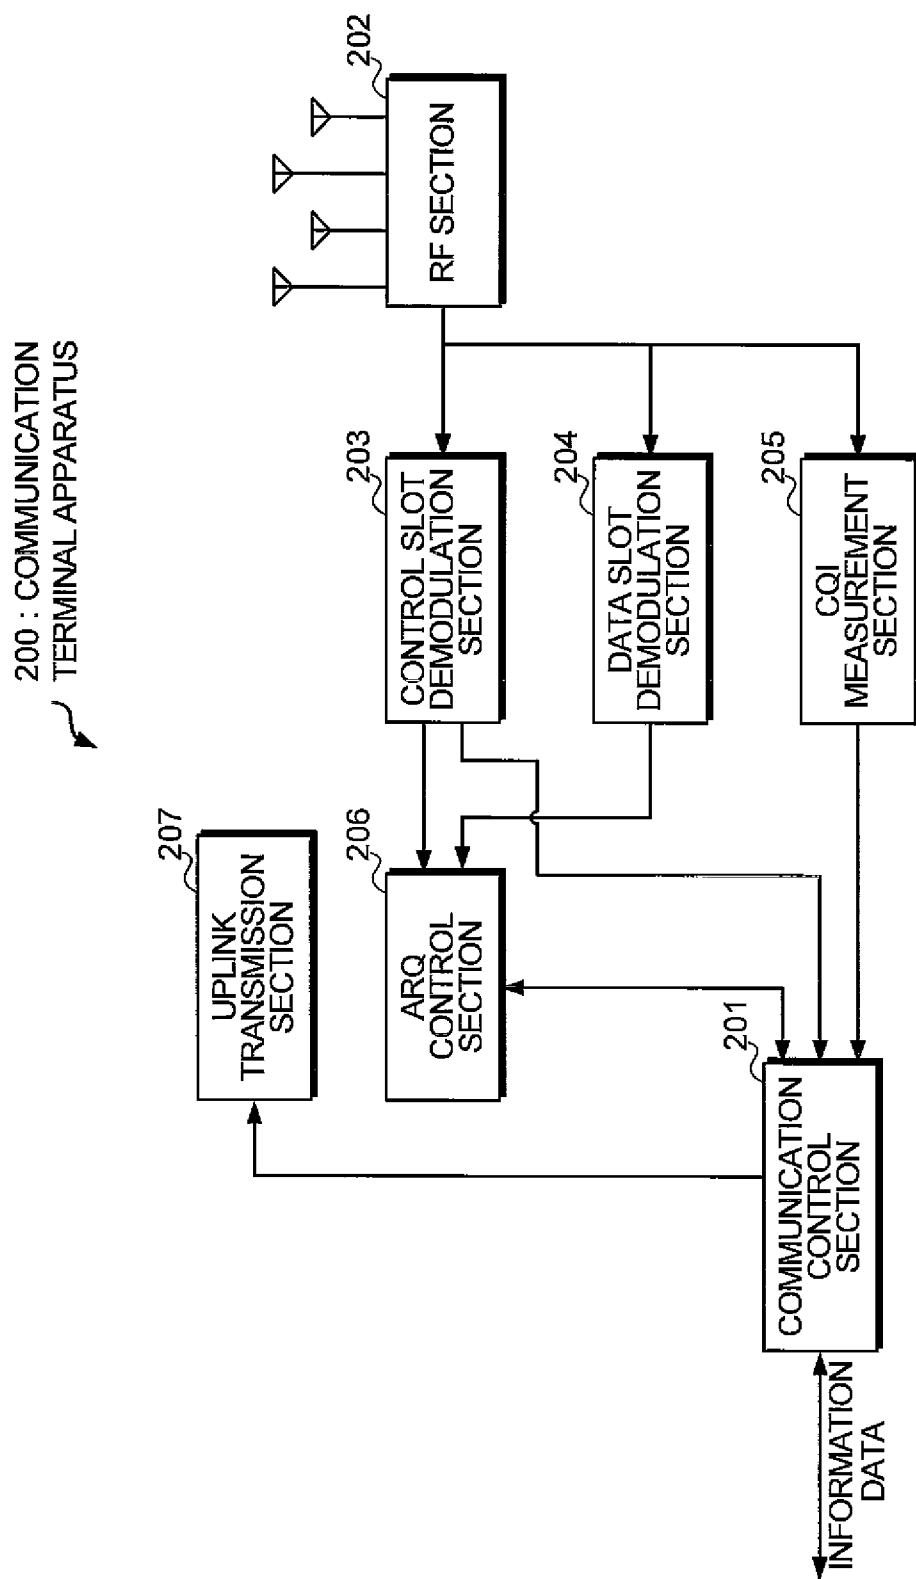 200 : COMMUNICATION
TERMINAL APPARATUS
207
UPLINK
TRANSMISSION
SECTION
202
RF SECTION
203
CONTROL SLOT
DEMODULATION
SECTION
206
ARQ
CONTROL
SECTION
204
DATA SLOT
DEMODULATION
SECTION
205
CQI
MEASUREMENT
SECTION
201
COMMUNICATION
CONTROL
SECTION
INFORMATION
DATA